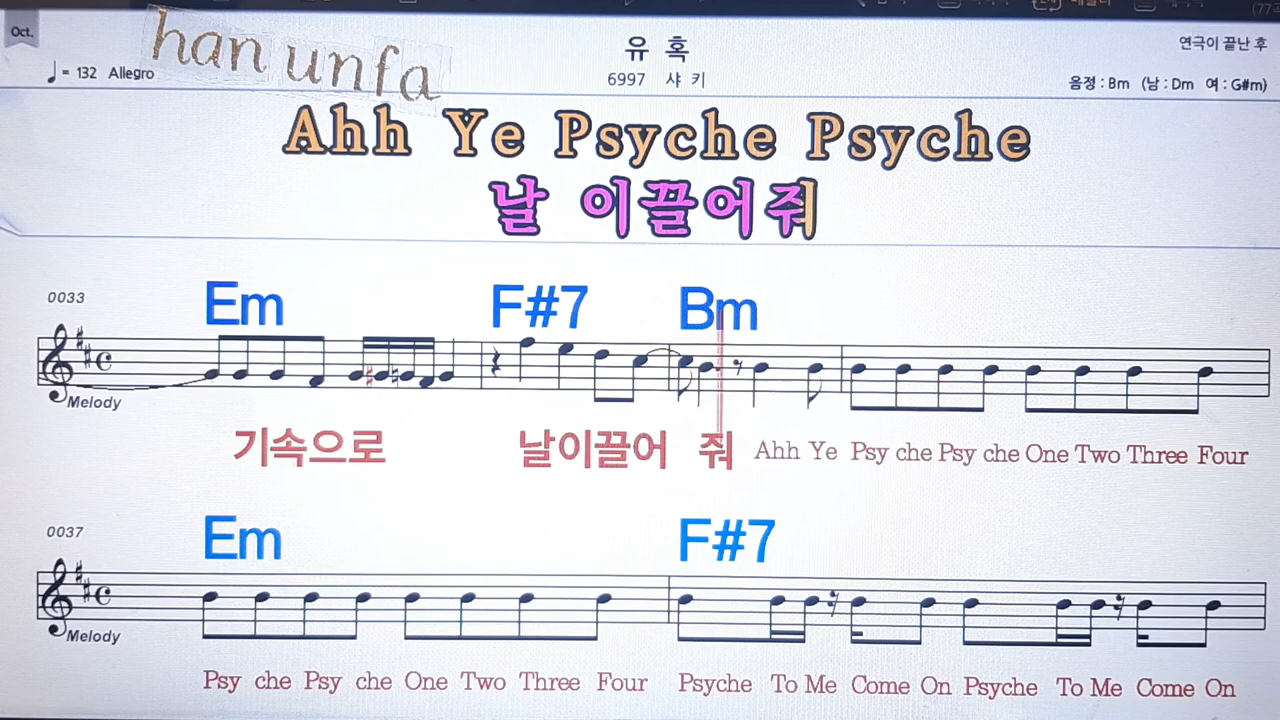 Oct.
han unfa
유 혹
연극이 끝난 후
♩ = 132 Allegro
6997 샤 키
음정 : Bm (남 : Dm 여 : G#m)
Ahh Ye Psyche Psyche
날 이끌어줘
0033
Em F#7 Bm
Melody
기속으로 날이끌어 줘 Ahh Ye Psy che Psy che One Two Three Four
0037
Em F#7
Melody
Psy che Psy che One Two Three Four Psyche To Me Come On Psyche To Me Come On